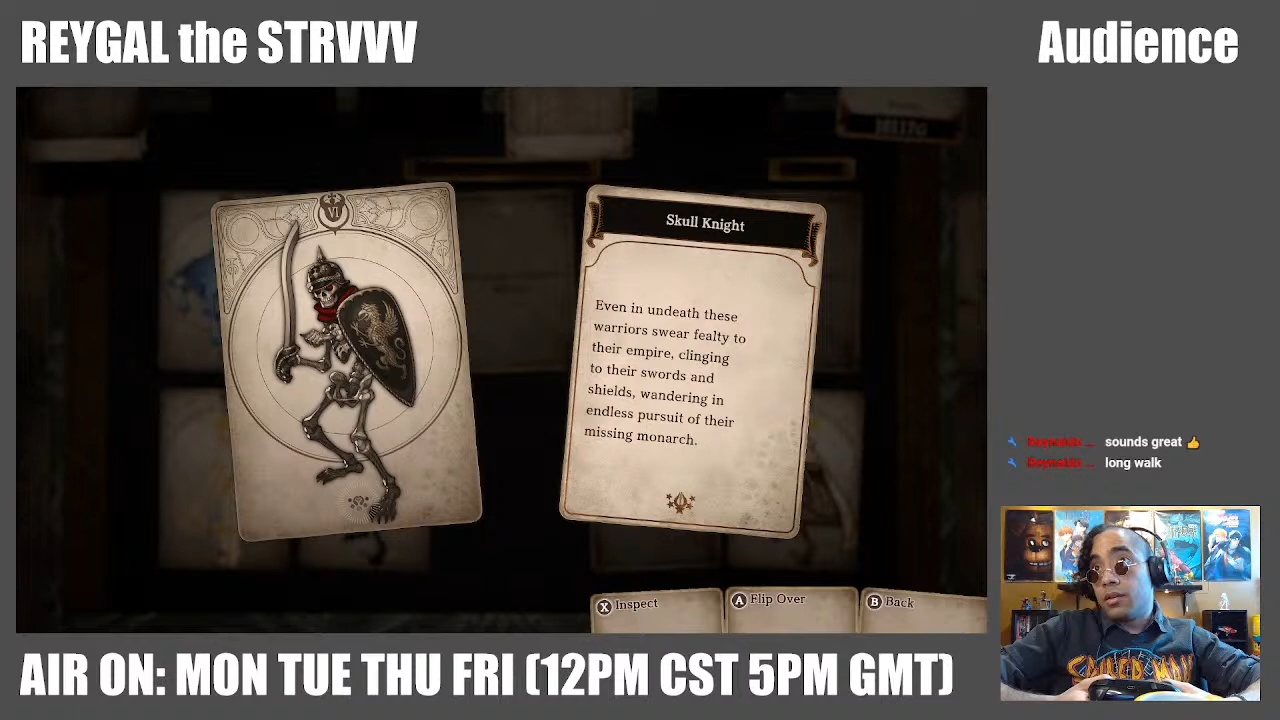 REYGAL the STRVVV
Audience
VI
Skull Knight
Even in undeath these
warriors swear fealty to
their empire, clinging
to their swords and
shields, wandering in
endless pursuit of their
missing monarch.
sounds great 👍
long walk
X Inspect
A Flip Over
B Back
AIR ON: MON TUE THU FRI (12PM CST 5PM GMT)